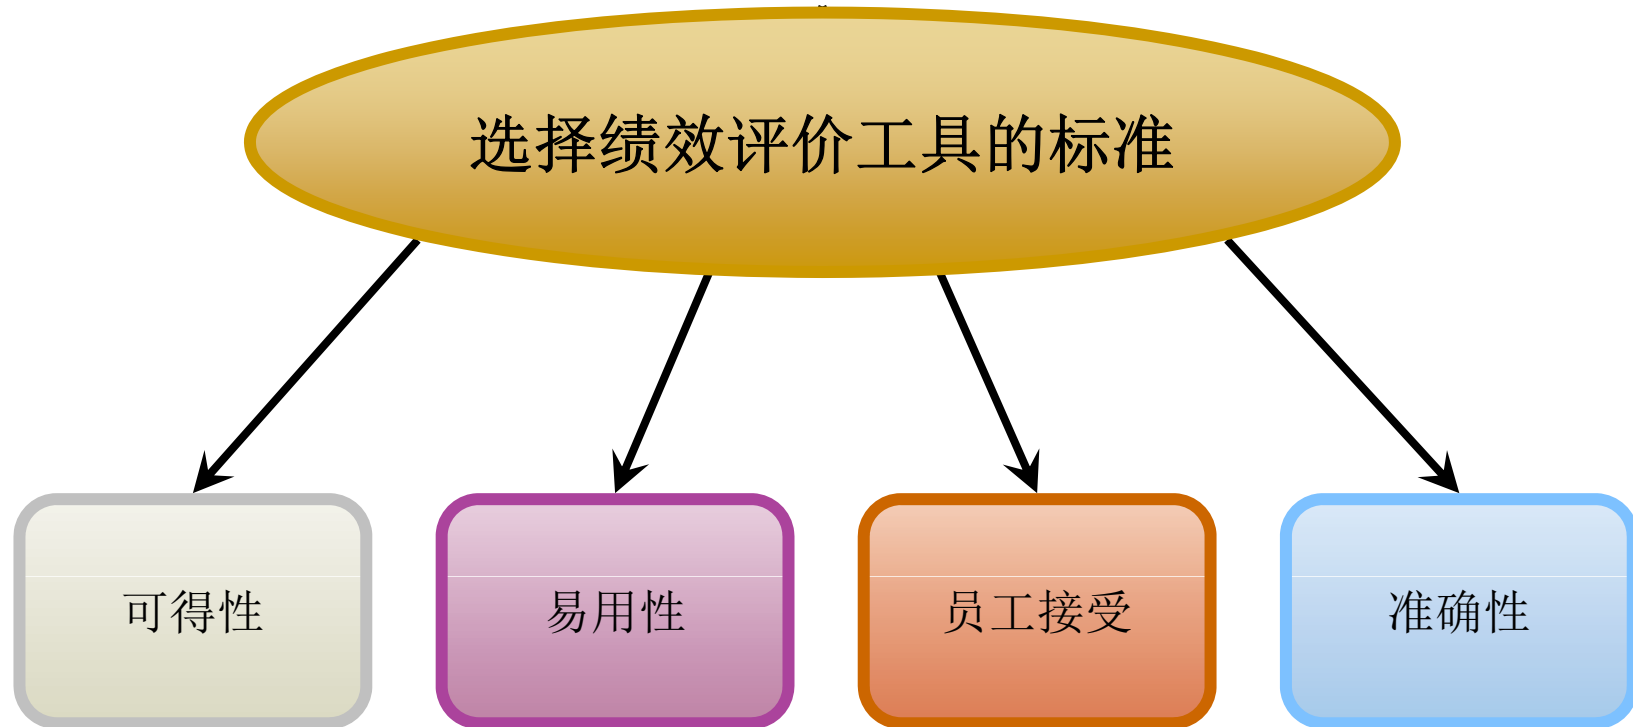 选择绩效评价工具的标准
可得性
易用性
员工接受
准确性